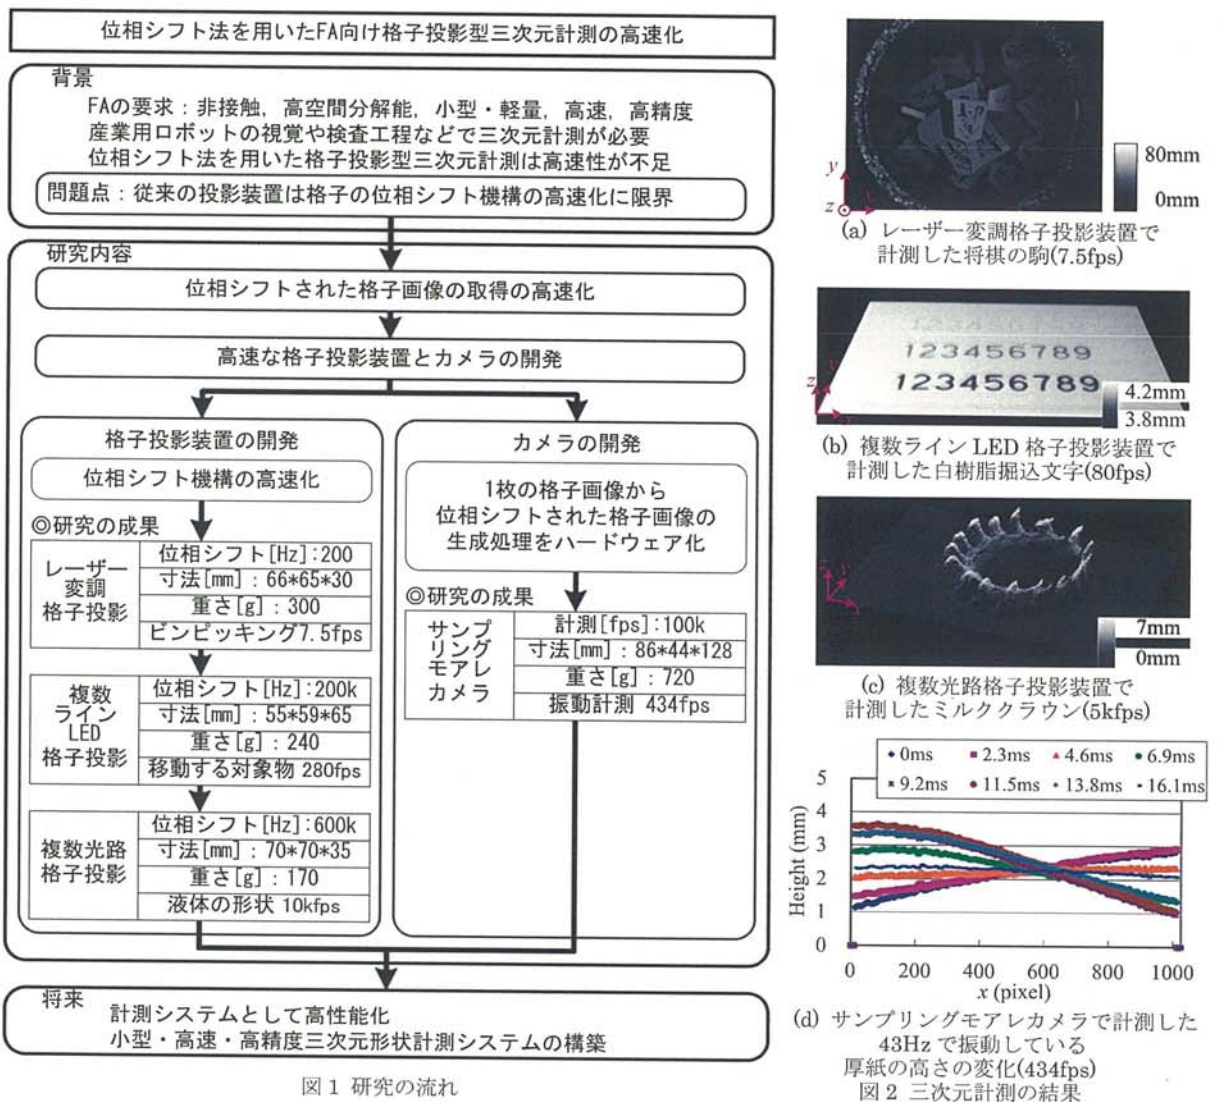 位相シフト法を用いたFA向け格子投影型三次元計測の高速化
背景
FAの要求：非接触，高空間分解能，小型・軽量，高速，高精度
産業用ロボットの視覚や検査工程などで三次元計測が必要
位相シフト法を用いた格子投影型三次元計測は高速性が不足
問題点：従来の投影装置は格子の位相シフト機構の高速化に限界
研究内容
位相シフトされた格子画像の取得の高速化
高速な格子投影装置とカメラの開発
格子投影装置の開発
位相シフト機構の高速化
◎研究の成果
レーザー
変調
格子投影
位相シフト[Hz]:200
寸法[mm]：66*65*30
重さ[g]：300
ビンピッキング7.5fps
複数
ライン
LED
格子投影
位相シフト[Hz]:200k
寸法[mm]：55*59*65
重さ[g]：240
移動する対象物 280fps
複数光路
格子投影
位相シフト[Hz]:600k
寸法[mm]：70*70*35
重さ[g]：170
液体の形状 10kfps
カメラの開発
1枚の格子画像から
位相シフトされた格子画像の
生成処理をハードウェア化
◎研究の成果
サンプ
リング
モアレ
カメラ
計測[fps]:100k
寸法[mm]：86*44*128
重さ[g]：720
振動計測 434fps
将来
計測システムとして高性能化
小型・高速・高精度三次元形状計測システムの構築
図 1 研究の流れ
y
z
x
80mm
0mm
(a) レーザー変調格子投影装置で
計測した将棋の駒(7.5fps)
123456789
123456789
123456789
z
y
x
4.2mm
3.8mm
(b) 複数ライン LED 格子投影装置で
計測した白樹脂掘込文字(80fps)
7mm
0mm
(c) 複数光路格子投影装置で
計測したミルククラウン(5kfps)
0ms 2.3ms 4.6ms 6.9ms
9.2ms 11.5ms 13.8ms 16.1ms
Height (mm)
5
4
3
2
1
0
0 200 400 600 800 1000
x (pixel)
(d) サンプリングモアレカメラで計測した
43Hz で振動している
厚紙の高さの変化(434fps)
図 2 三次元計測の結果